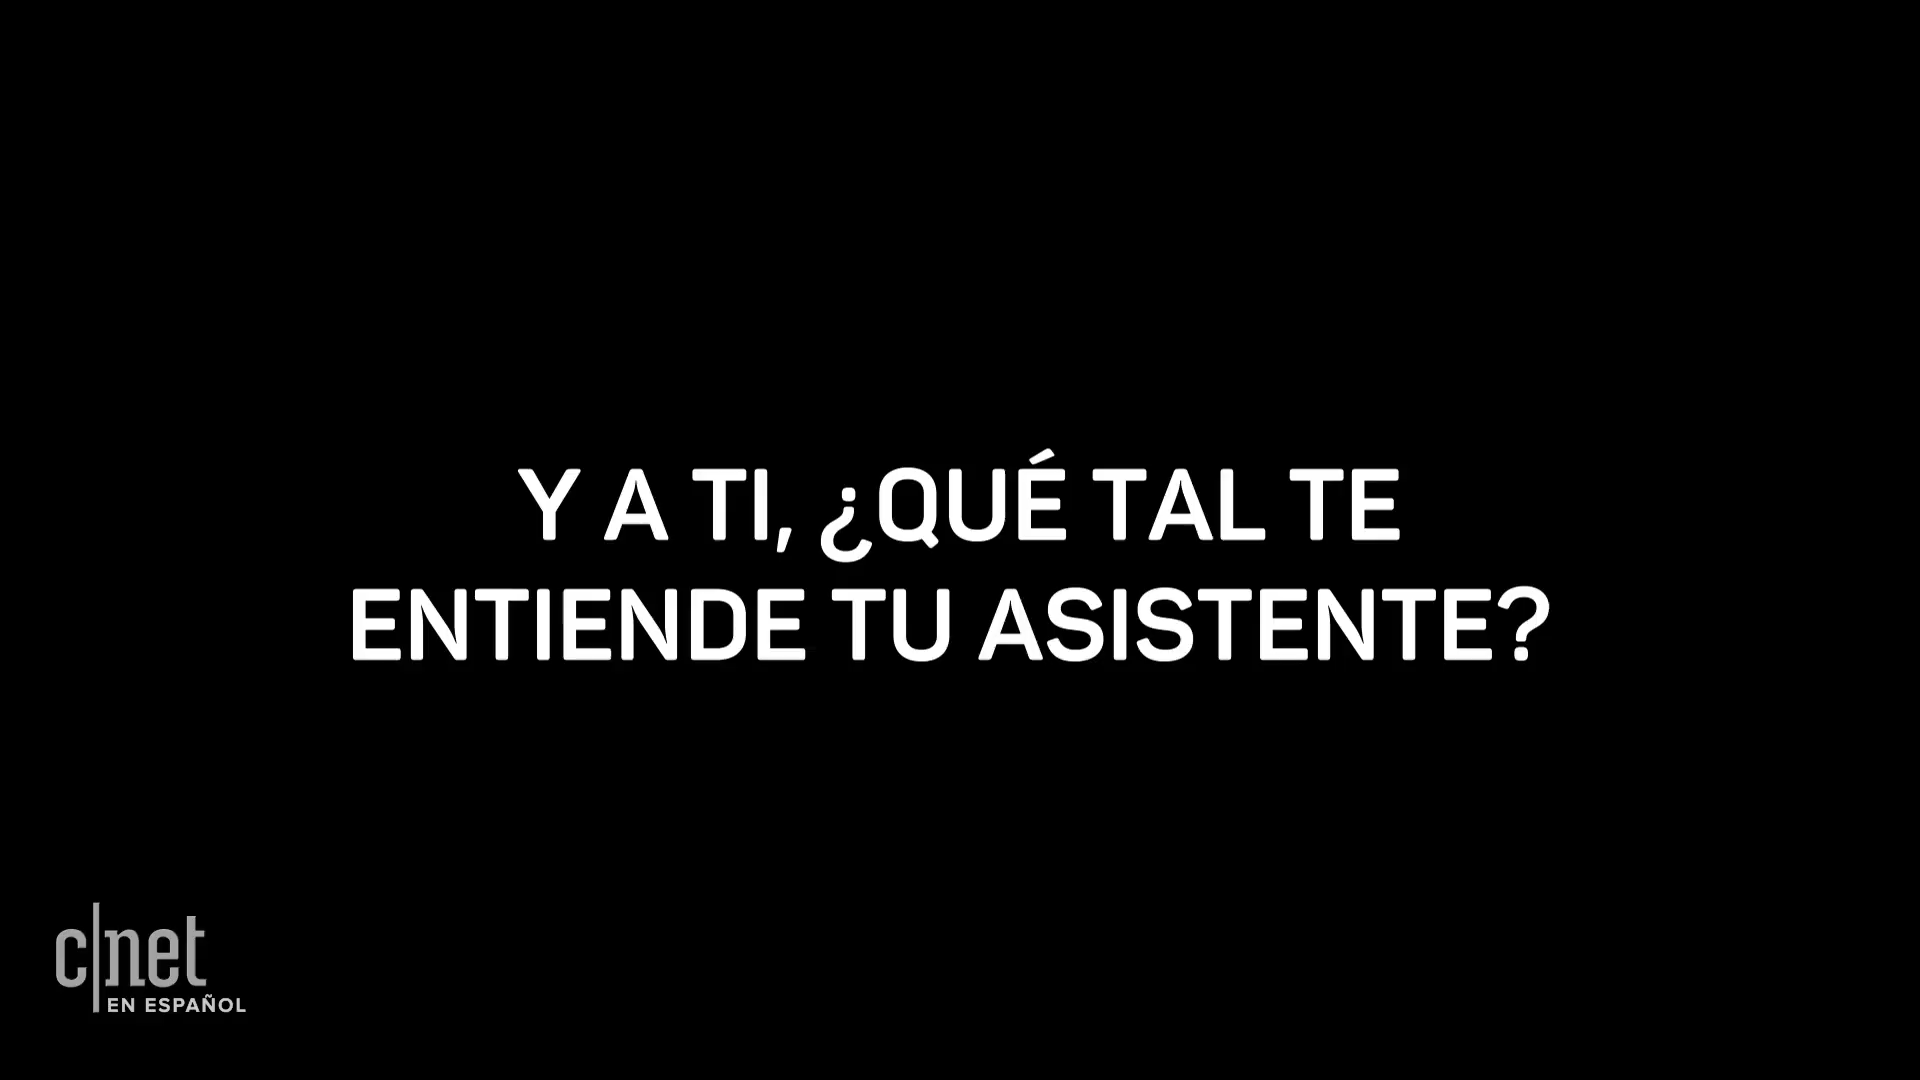 Y A TI, ¿QUÉ TAL TE
ENTIENDE TU ASISTENTE?
c|net
EN ESPAÑOL